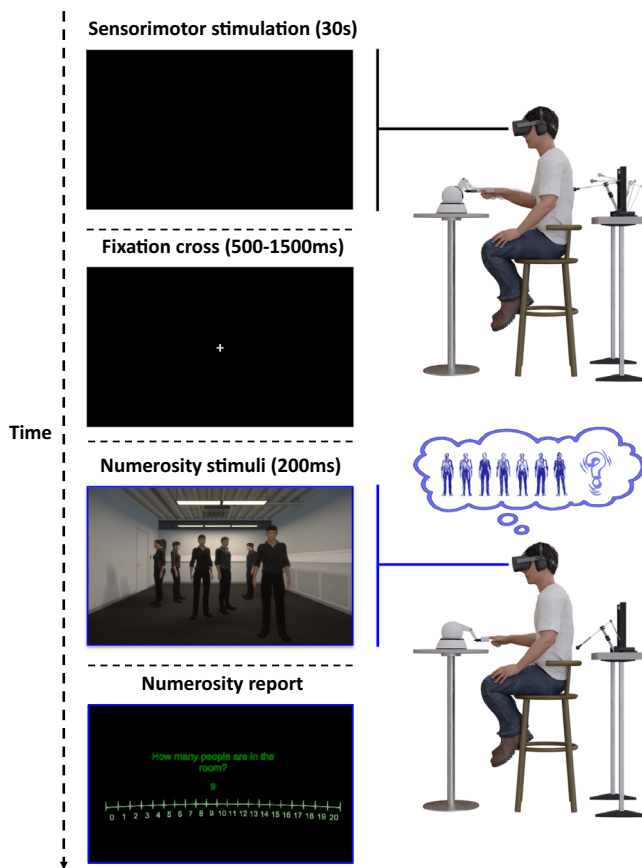 Sensorimotor stimulation (30s)
Fixation cross (500-1500ms)
Time
Numerosity stimuli (200ms)
Numerosity report
How many people are in the
room?
9
0 1 2 3 4 5 6 7 8 9 10 11 12 13 14 15 16 17 18 19 20